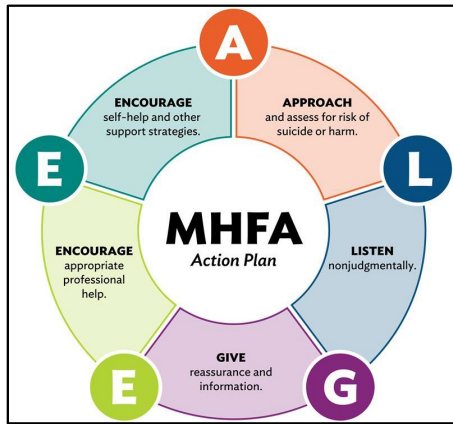 A
APPROACH
and assess for risk of
suicide or harm.
L
LISTEN
nonjudgmentally.
G
GIVE
reassurance and
information.
E
ENCOURAGE
appropriate
professional
help.
E
ENCOURAGE
self-help and other
support strategies.
MHFA
Action Plan